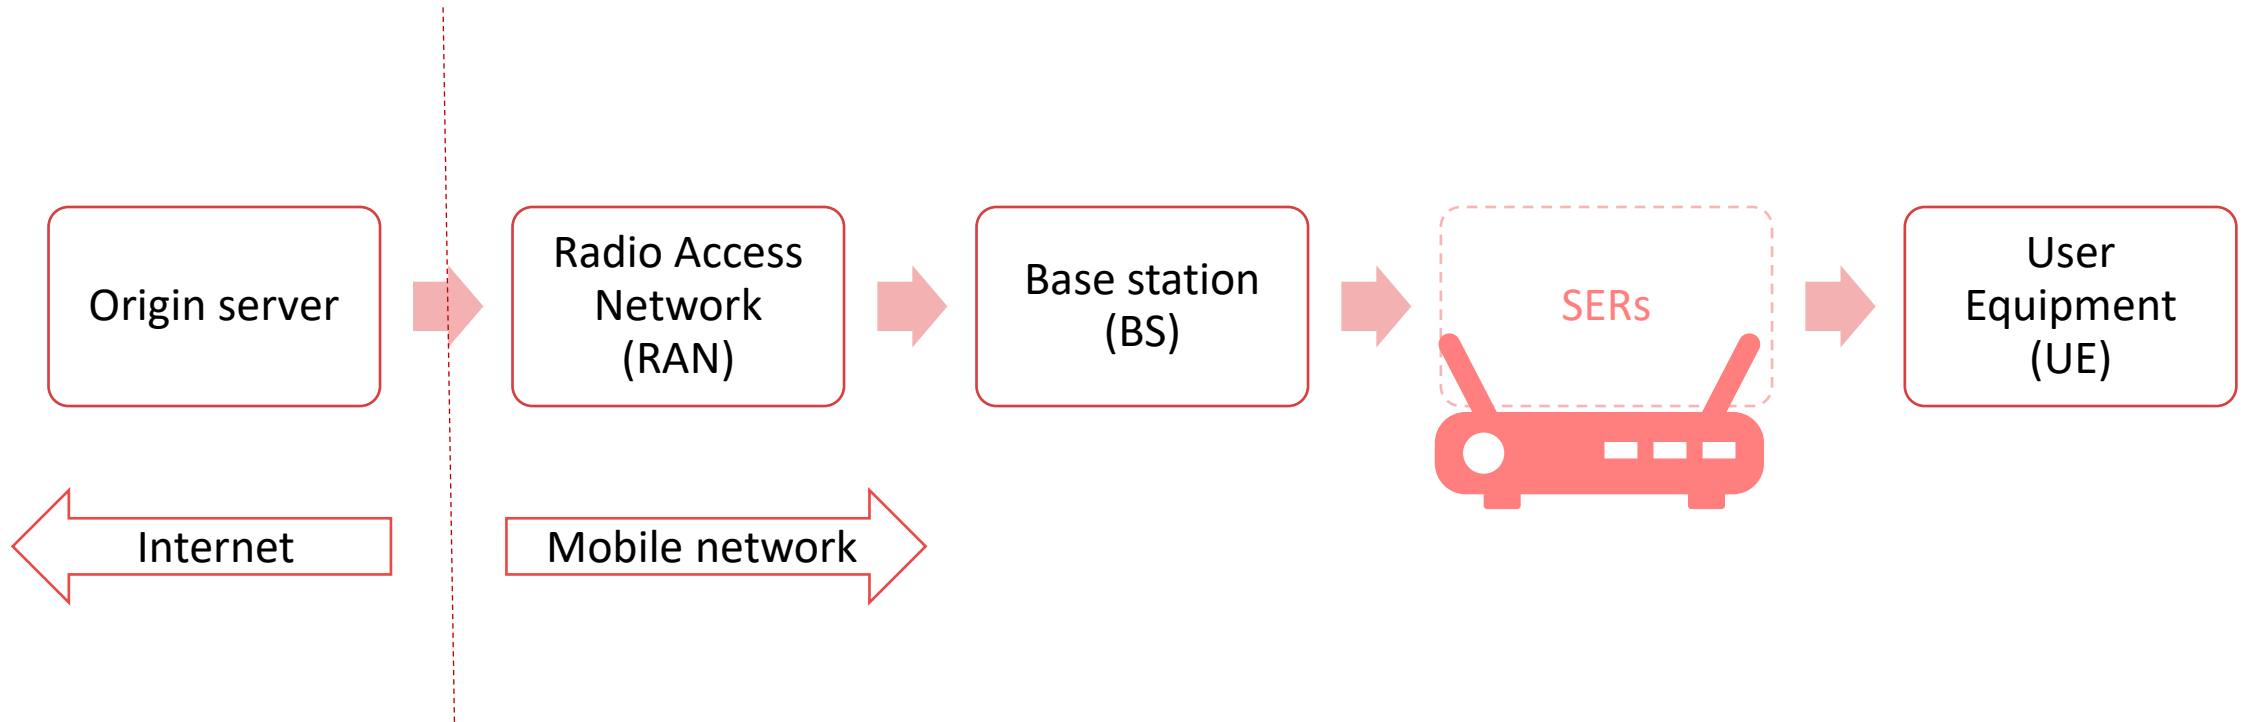 Origin server
Radio Access
Network
(RAN)
Base station
(BS)
SERs
User
Equipment
(UE)
Internet
Mobile network